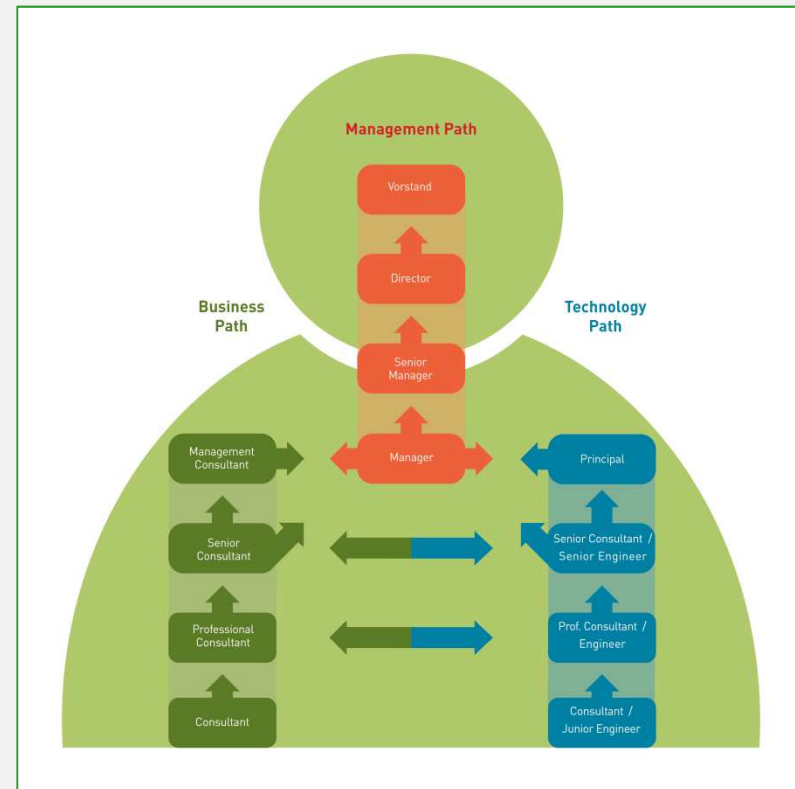 Management Path
Vorstand
Director
Business
Path
Technology
Path
Senior
Manager
Management
Consultant
Manager
Principal
Senior
Consultant
Senior Consultant /
Senior Engineer
Professional
Consultant
Prof. Consultant /
Engineer
Consultant
Consultant /
Junior Engineer